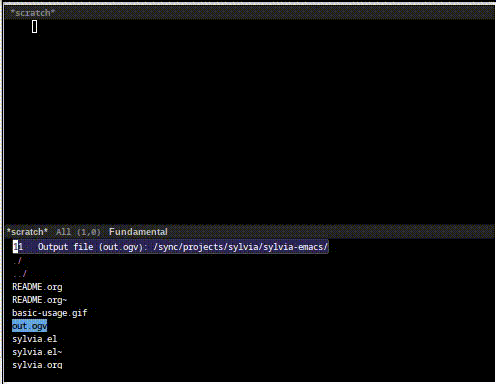 *scratch*
*scratch* All (1,0) Fundamental
11 Output file (out.ogv): /sync/projects/sylvia/sylvia-emacs/
./
../
README.org
README.org~
basic-usage.gif
out.ogv
sylvia.el
sylvia.el~
sylvia.org